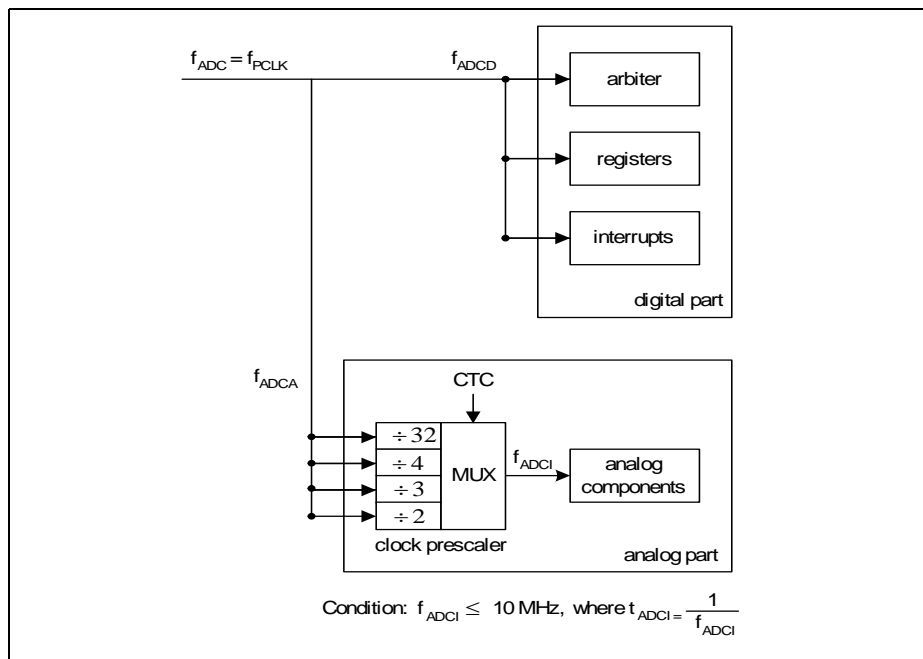 f_ADC = f_PCLK
f_ADCD
arbiter
registers
interrupts
digital part
f_ADCA
CTC
÷ 32
÷ 4
÷ 3
÷ 2
MUX
f_ADCI
analog
components
clock prescaler
analog part
Condition: f_ADCI ≤ 10 MHz, where t_ADCI = 1 / f_ADCI